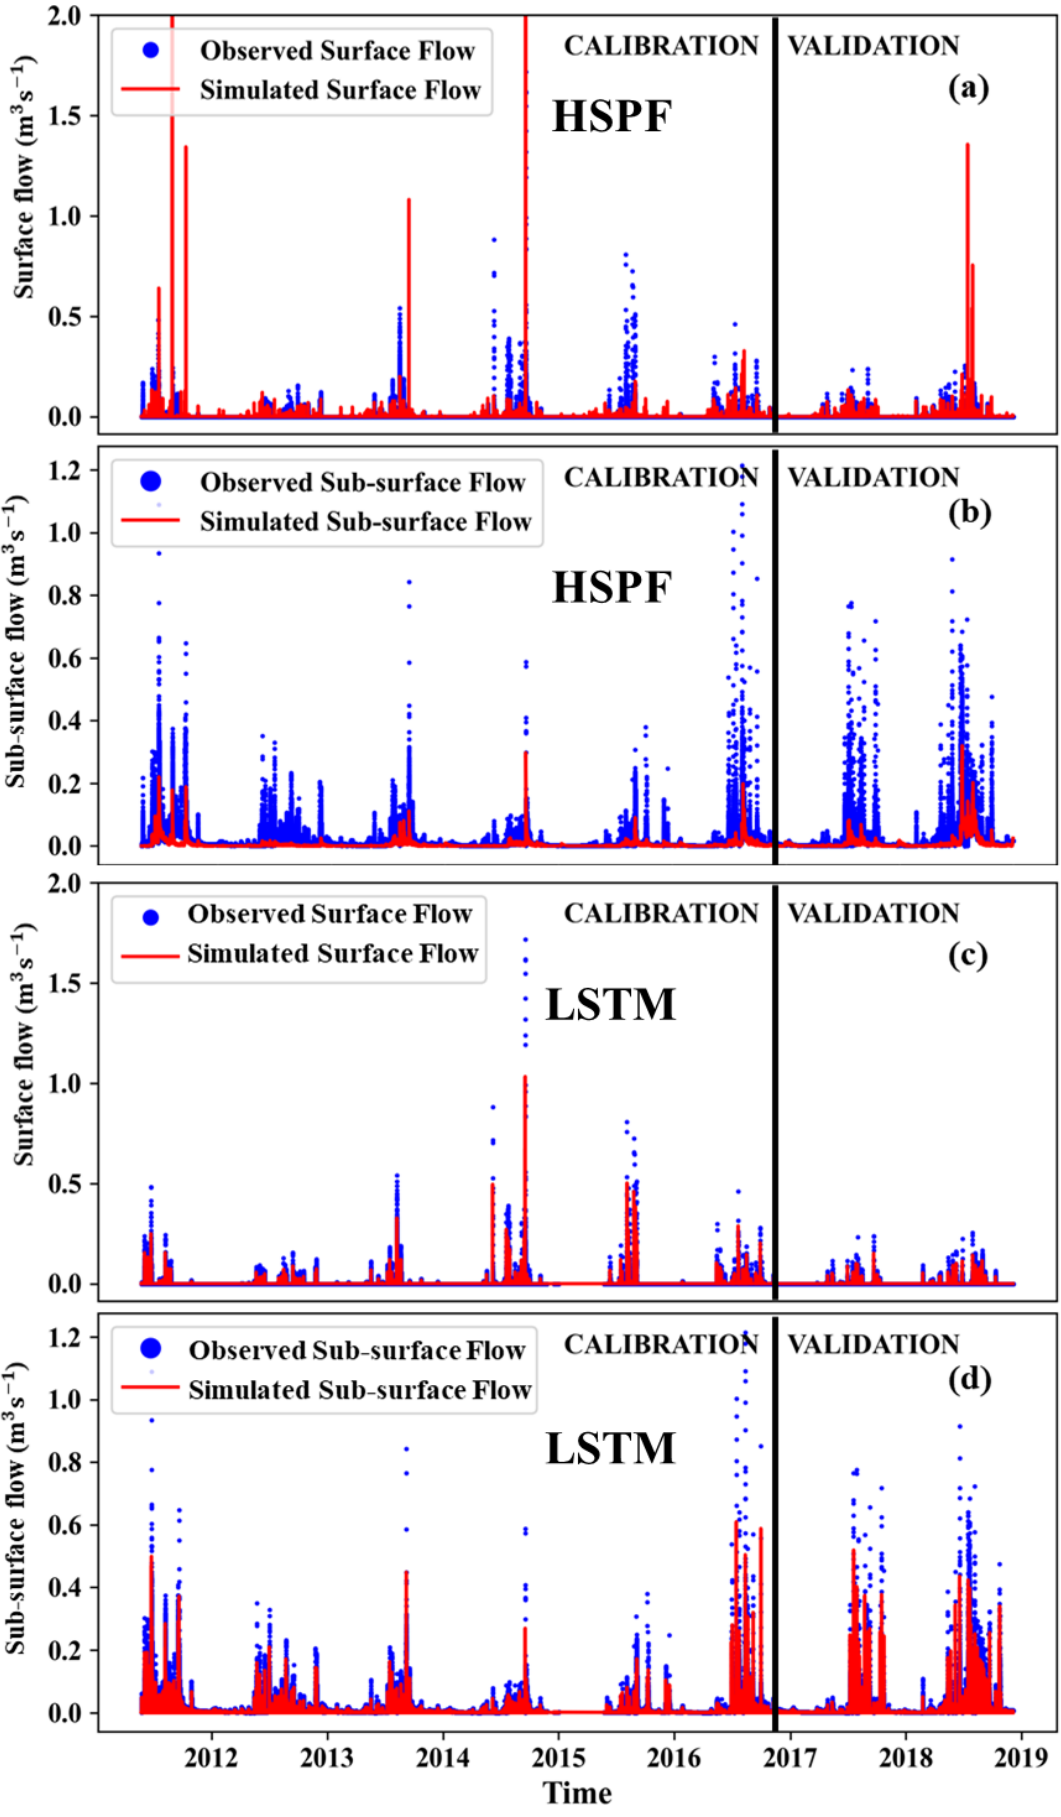 2.0
Observed Surface Flow
Simulated Surface Flow
CALIBRATION
VALIDATION
(a)
HSPF
1.5
1.0
0.5
0.0
Surface flow (m³s⁻¹)
1.2
Observed Sub-surface Flow
Simulated Sub-surface Flow
CALIBRATION
VALIDATION
(b)
HSPF
1.0
0.8
0.6
0.4
0.2
0.0
Sub-surface flow (m³s⁻¹)
2.0
Observed Surface Flow
Simulated Surface Flow
CALIBRATION
VALIDATION
(c)
LSTM
1.5
1.0
0.5
0.0
Surface flow (m³s⁻¹)
1.2
Observed Sub-surface Flow
Simulated Sub-surface Flow
CALIBRATION
VALIDATION
(d)
LSTM
1.0
0.8
0.6
0.4
0.2
0.0
Sub-surface flow (m³s⁻¹)
2012 2013 2014 2015 2016 2017 2018 2019
Time